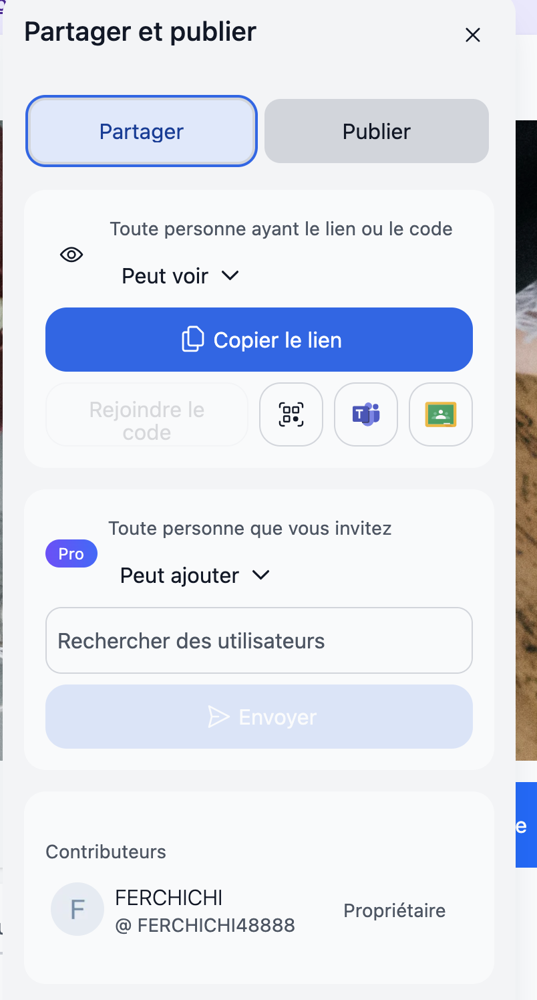 Partager et publier
Partager
Publier
Toute personne ayant le lien ou le code
Peut voir
Copier le lien
Rejoindre le
code
T
Toute personne que vous invitez
Pro
Peut ajouter
Rechercher des utilisateurs
Envoyer
e
Contributeurs
F
FERCHICHI
@ FERCHICHI48888
Propriétaire